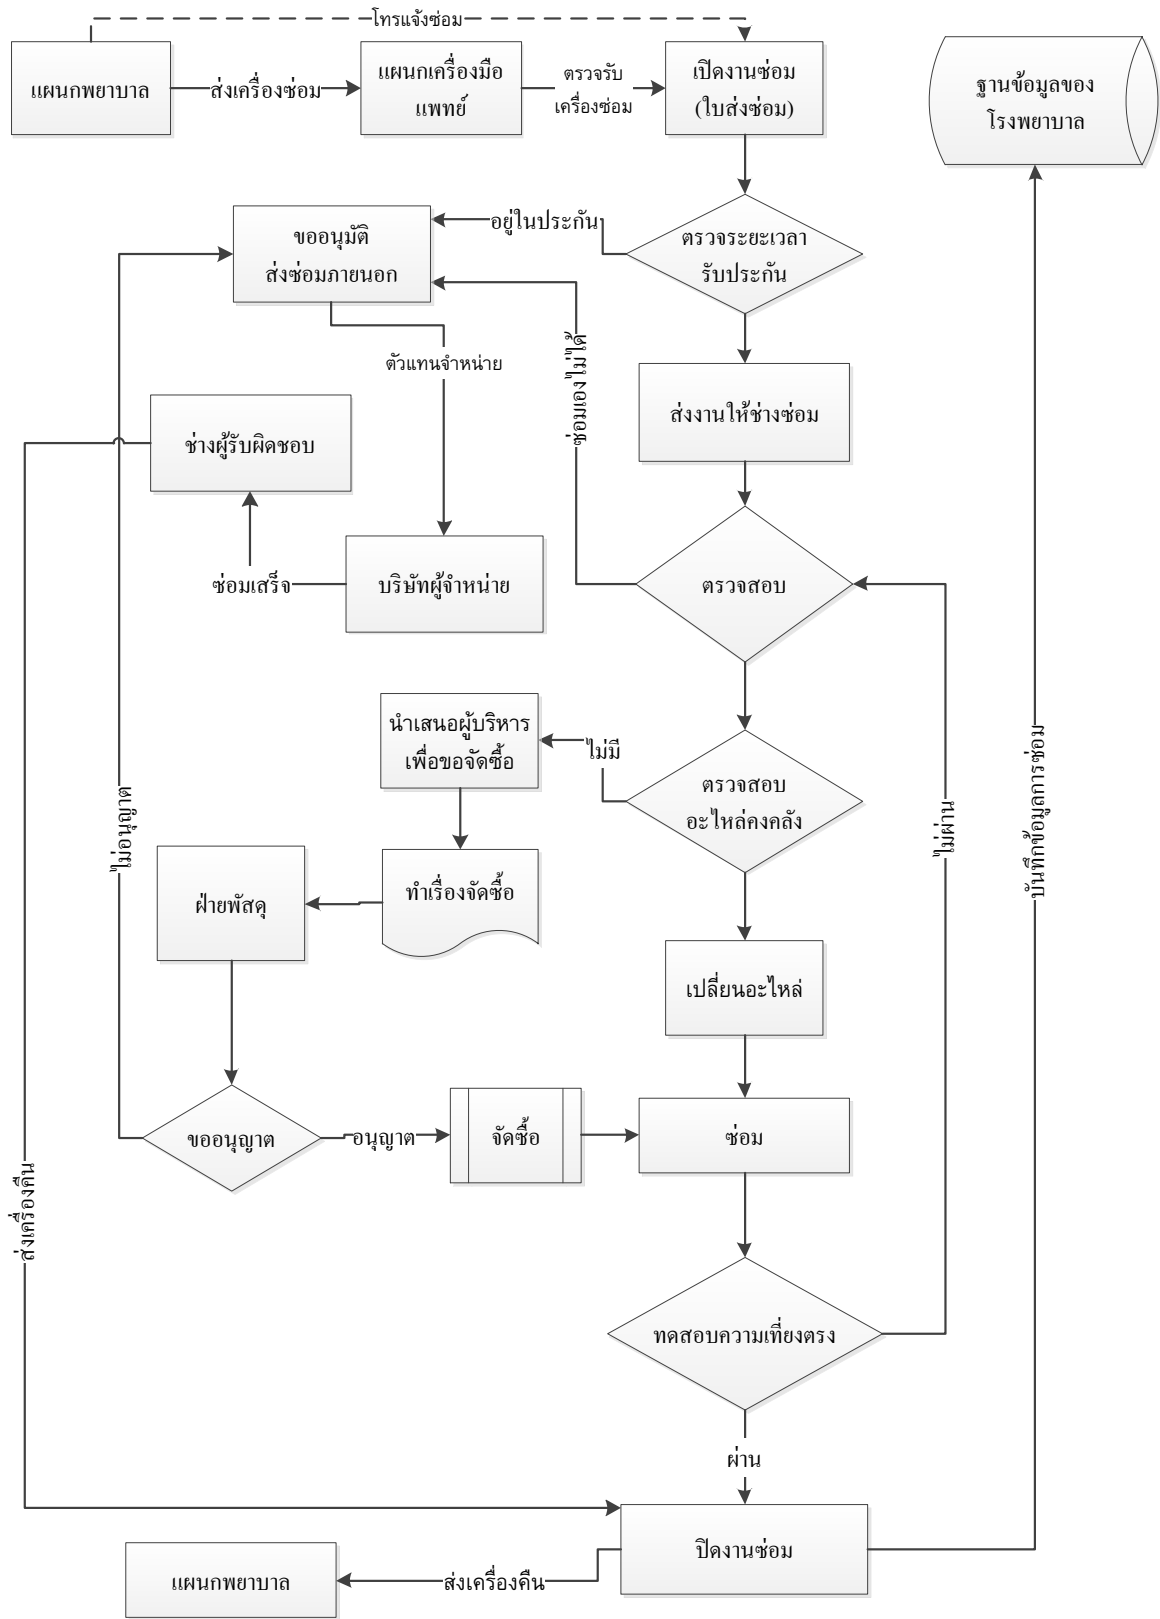 โทรแจ้งซ่อม
แผนกพยาบาล
ส่งเครื่องซ่อม
แผนกเครื่องมือ
แพทย์
ตรวจรับ
เครื่องซ่อม
เปิดงานซ่อม
(ใบส่งซ่อม)
ฐานข้อมูลของ
โรงพยาบาล
ขออนุมัติ
ส่งซ่อมภายนอก
อยู่ในประกัน
ตรวจระยะเวลา
รับประกัน
ตัวแทนจำหน่าย
ซ่อมเองไม่ได้
ส่งงานให้ช่างซ่อม
ช่างผู้รับผิดชอบ
ซ่อมเสร็จ
บริษัทผู้จำหน่าย
ตรวจสอบ
นำเสนอผู้บริหาร
เพื่อขอจัดซื้อ
ไม่มี
ตรวจสอบ
อะไหล่คงคลัง
ไม่อนุญาต
ไม่ผ่าน
บันทึกข้อมูลการซ่อม
ฝ่ายพัสดุ
ทำเรื่องจัดซื้อ
เปลี่ยนอะไหล่
ขออนุญาต
อนุญาต
จัดซื้อ
ซ่อม
ส่งเครื่องคืน
ทดสอบความเที่ยงตรง
ผ่าน
ปิดงานซ่อม
ส่งเครื่องคืน
แผนกพยาบาล